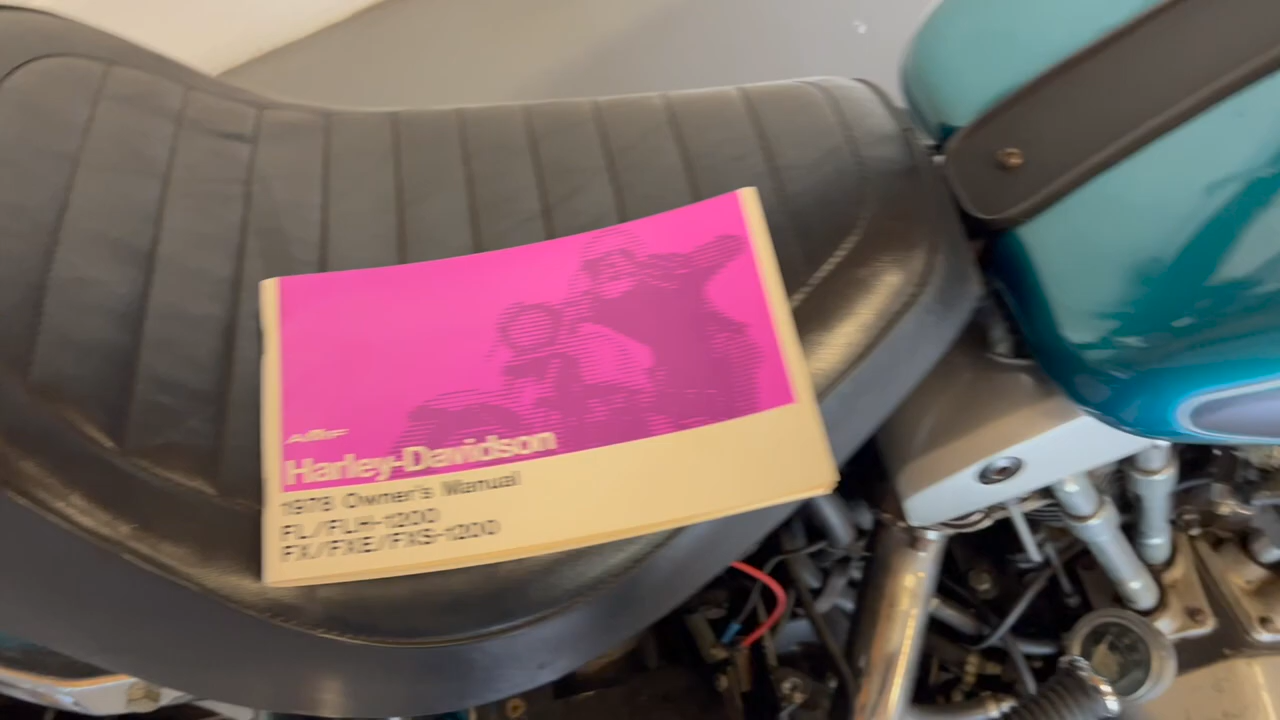 AMF
Harley-Davidson
1978 Owner's Manual
FL/FLH-1200
FX/FXE/FXS-1200